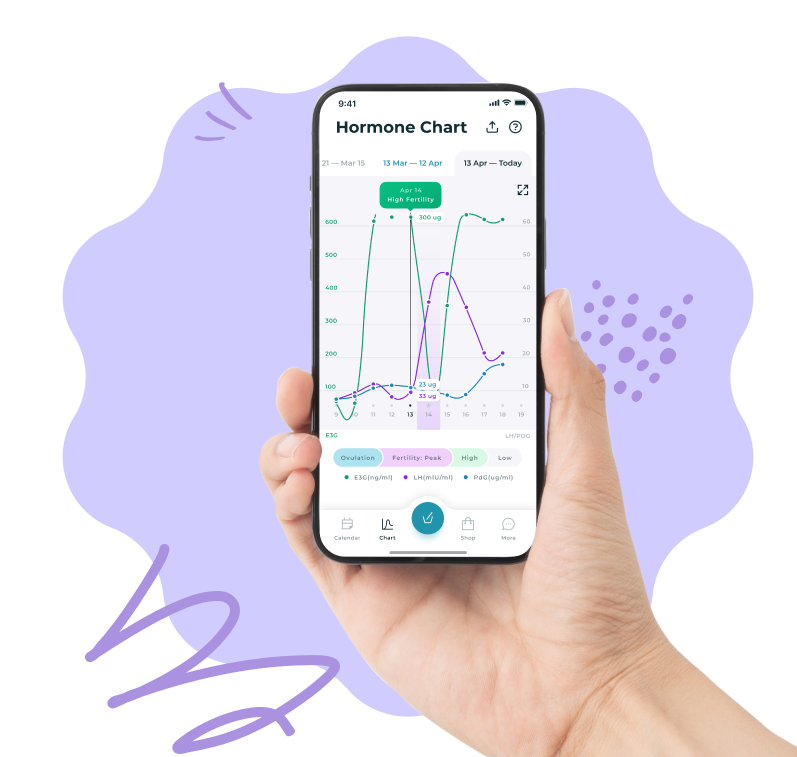 9:41
Hormone Chart
21 — Mar 15
13 Mar — 12 Apr
13 Apr — Today
Apr 14
High Fertility
300 ug
600
60
500
50
400
40
300
30
200
20
100
10
23 ug
33 ug
9
10
11
12
13
14
15
16
17
18
19
E3G
LH/PDG
Ovulation
Fertility: Peak
High
Low
E3G(ng/ml)
LH(mIU/ml)
PdG(ug/ml)
Calendar
Chart
Shop
More